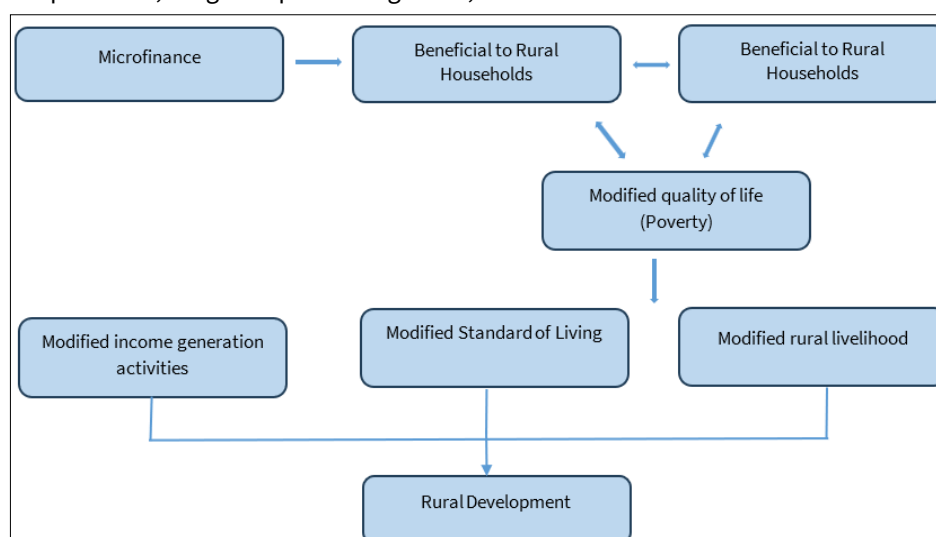 Microfinance
Beneficial to Rural
Households
Beneficial to Rural
Households
Modified quality of life
(Poverty)
Modified income generation
activities
Modified Standard of Living
Modified rural livelihood
Rural Development